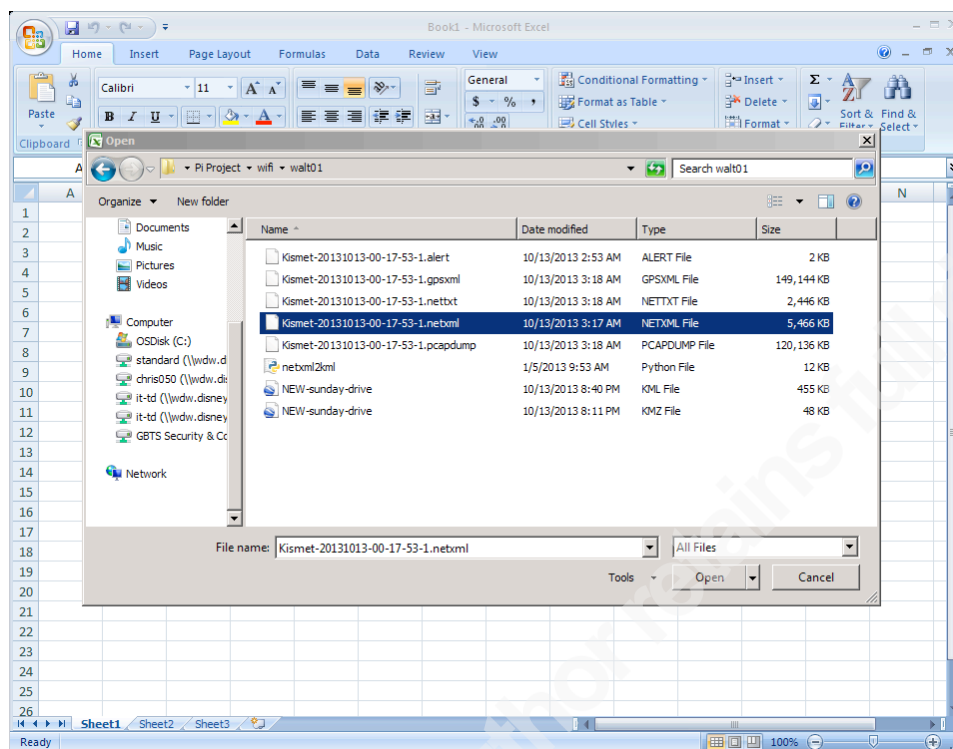 Book1 - Microsoft Excel
Home Insert Page Layout Formulas Data Review View
Calibri 11 A A General Conditional Formatting Insert Σ
Paste $ % , Format as Table Delete Sort & Find &
B I U A .0 .00 Cell Styles Format Filter Select
Clipboard
Open
Pi Project wifi walt01 Search walt01
Organize New folder
Documents
Music
Pictures
Videos
Computer
OSDisk (C:)
standard (\\wdw.d
chris050 (\\wdw.di
it-td (\\wdw.disney
it-td (\\wdw.disney
GBTS Security & Co
Network
Name Date modified Type Size
Kismet-20131013-00-17-53-1.alert 10/13/2013 2:53 AM ALERT File 2 KB
Kismet-20131013-00-17-53-1.gpsxml 10/13/2013 3:18 AM GPSXML File 149,144 KB
Kismet-20131013-00-17-53-1.nettxt 10/13/2013 3:18 AM NETTXT File 2,446 KB
Kismet-20131013-00-17-53-1.netxml 10/13/2013 3:17 AM NETXML File 5,466 KB
Kismet-20131013-00-17-53-1.pcapdump 10/13/2013 3:18 AM PCAPDUMP File 120,136 KB
netxml2kml 1/5/2013 9:53 AM Python File 12 KB
NEW-sunday-drive 10/13/2013 8:40 PM KML File 455 KB
NEW-sunday-drive 10/13/2013 8:11 PM KMZ File 48 KB
File name: Kismet-20131013-00-17-53-1.netxml All Files
Tools Open Cancel
A
A N
1
2
3
4
5
6
7
8
9
10
11
12
13
14
15
16
17
18
19
20
21
22
23
24
25
26
Sheet1 Sheet2 Sheet3
Ready 100%
thor retains full